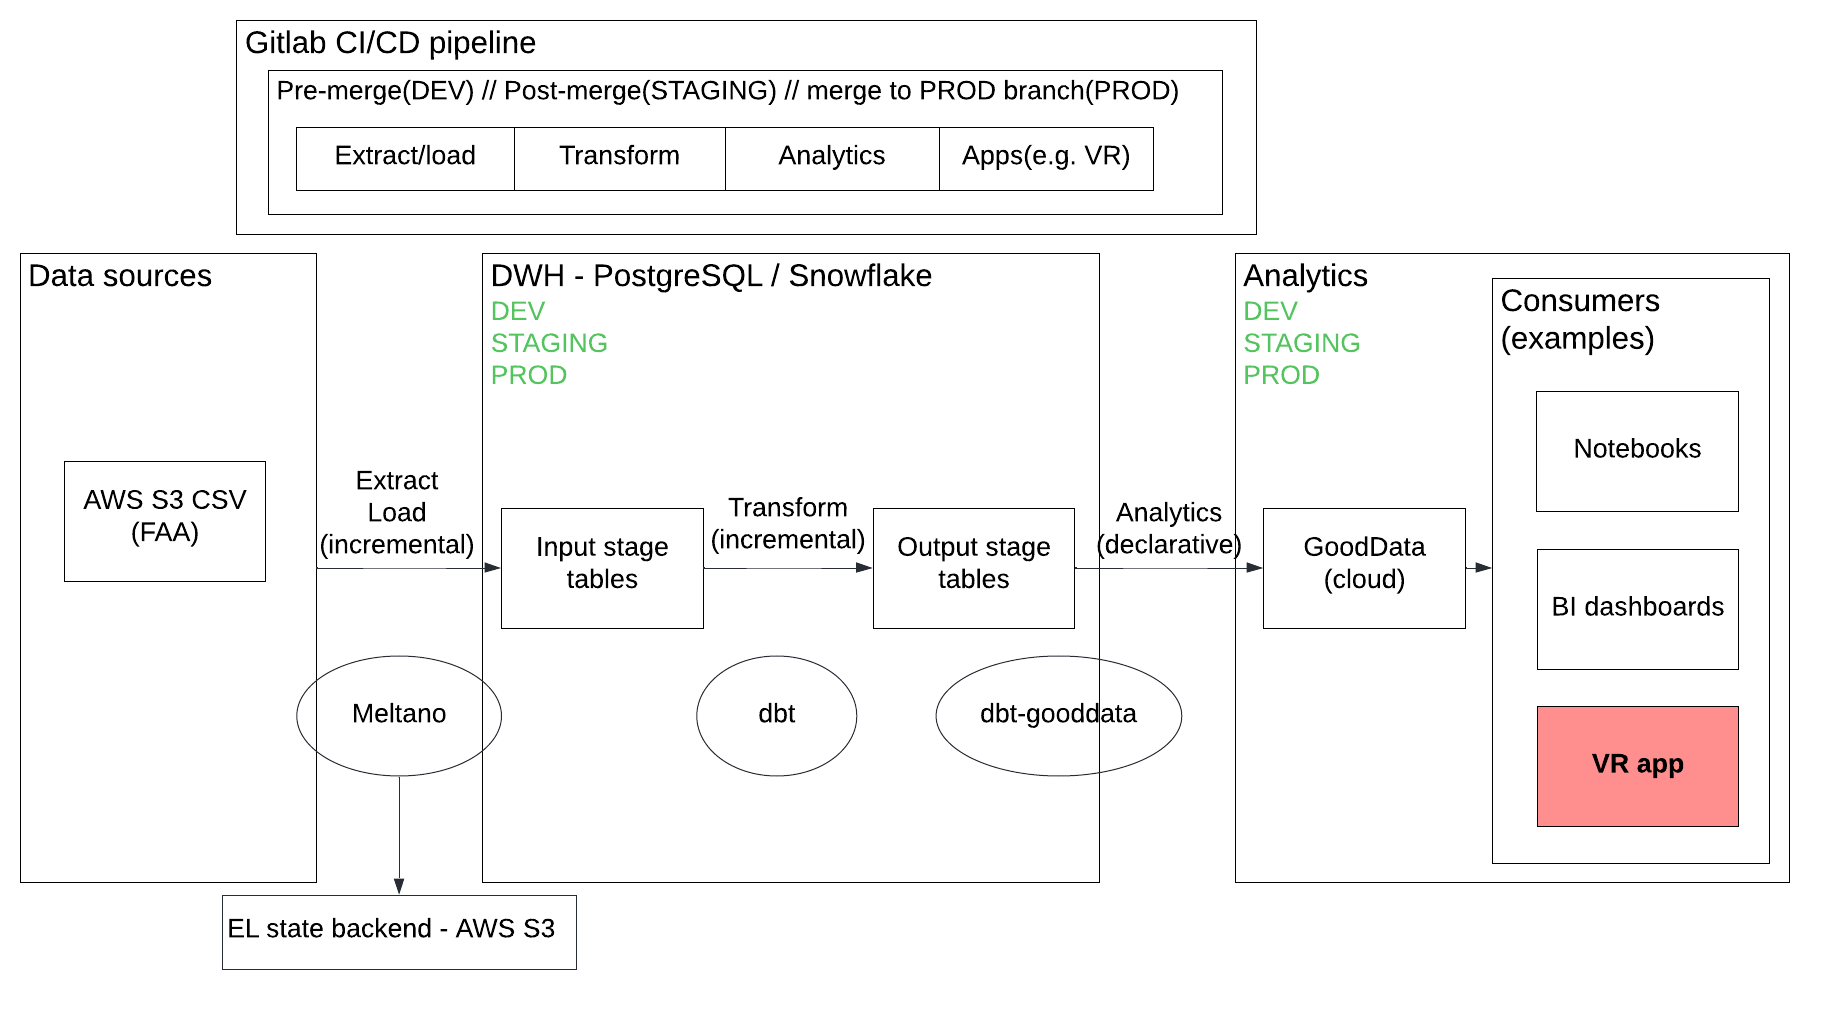 Gitlab CI/CD pipeline
Pre-merge(DEV) // Post-merge(STAGING) // merge to PROD branch(PROD)
Extract/load
Transform
Analytics
Apps(e.g. VR)
Data sources
AWS S3 CSV
(FAA)
Extract
Load
(incremental)
Meltano
EL state backend - AWS S3
DWH - PostgreSQL / Snowflake
DEV
STAGING
PROD
Input stage
tables
Transform
(incremental)
Output stage
tables
dbt
dbt-gooddata
Analytics
(declarative)
Analytics
DEV
STAGING
PROD
GoodData
(cloud)
Consumers
(examples)
Notebooks
BI dashboards
VR app